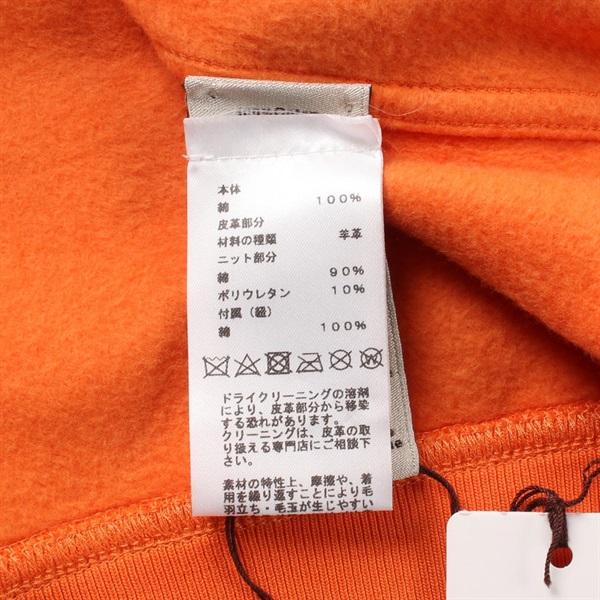 本体
綿 100%
皮革部分
材料の種類 羊革
ニット部分
綿 90%
ポリウレタン 10%
付属(紐)
綿 100%
ドライクリーニングの溶剤
により、皮革部分から移染
する恐れがあります。
クリーニングは、皮革の取
り扱える専門店にご相談く
ださい。
素材の特性上、摩擦や、着
用を繰り返すことにより毛
羽立ち・毛玉が生じやすい